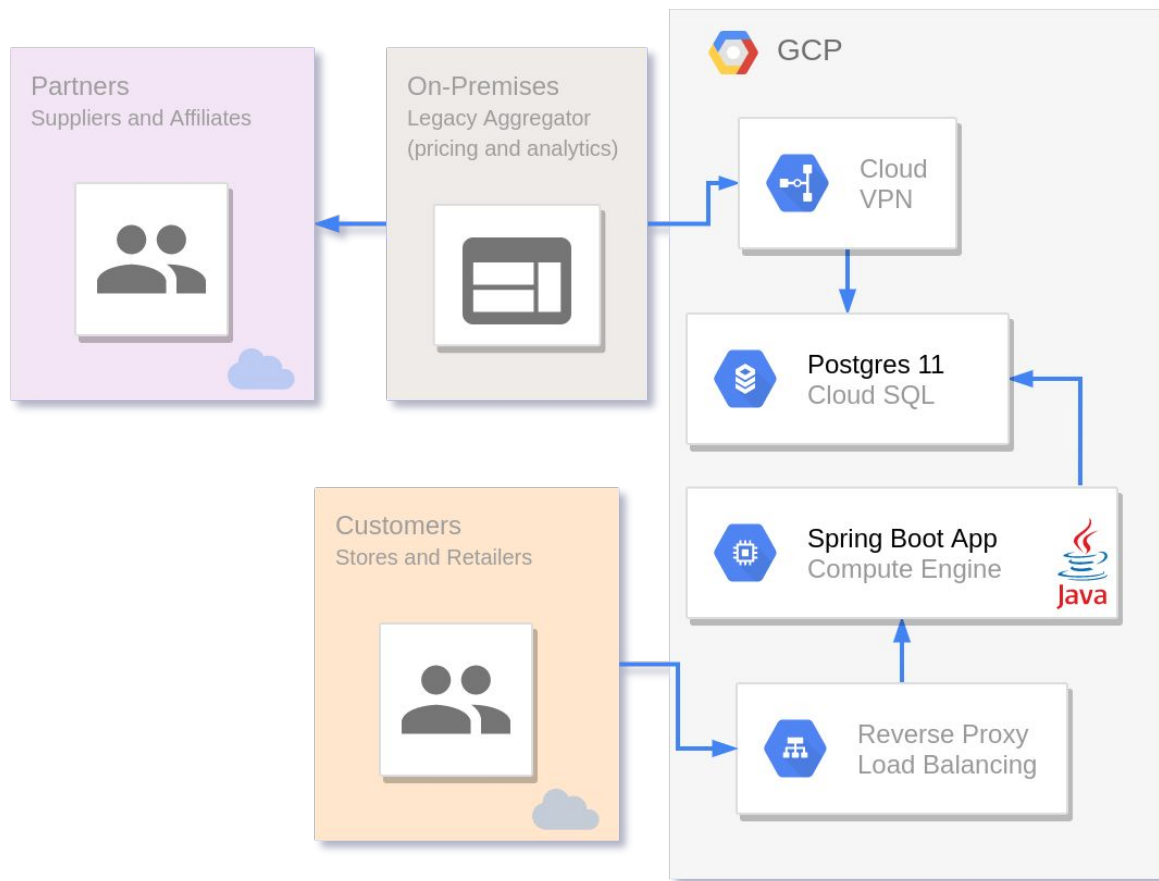 GCP
Partners
Suppliers and Affiliates
On-Premises
Legacy Aggregator
(pricing and analytics)
Cloud
VPN
Postgres 11
Cloud SQL
Customers
Stores and Retailers
Spring Boot App
Compute Engine
Java
Reverse Proxy
Load Balancing